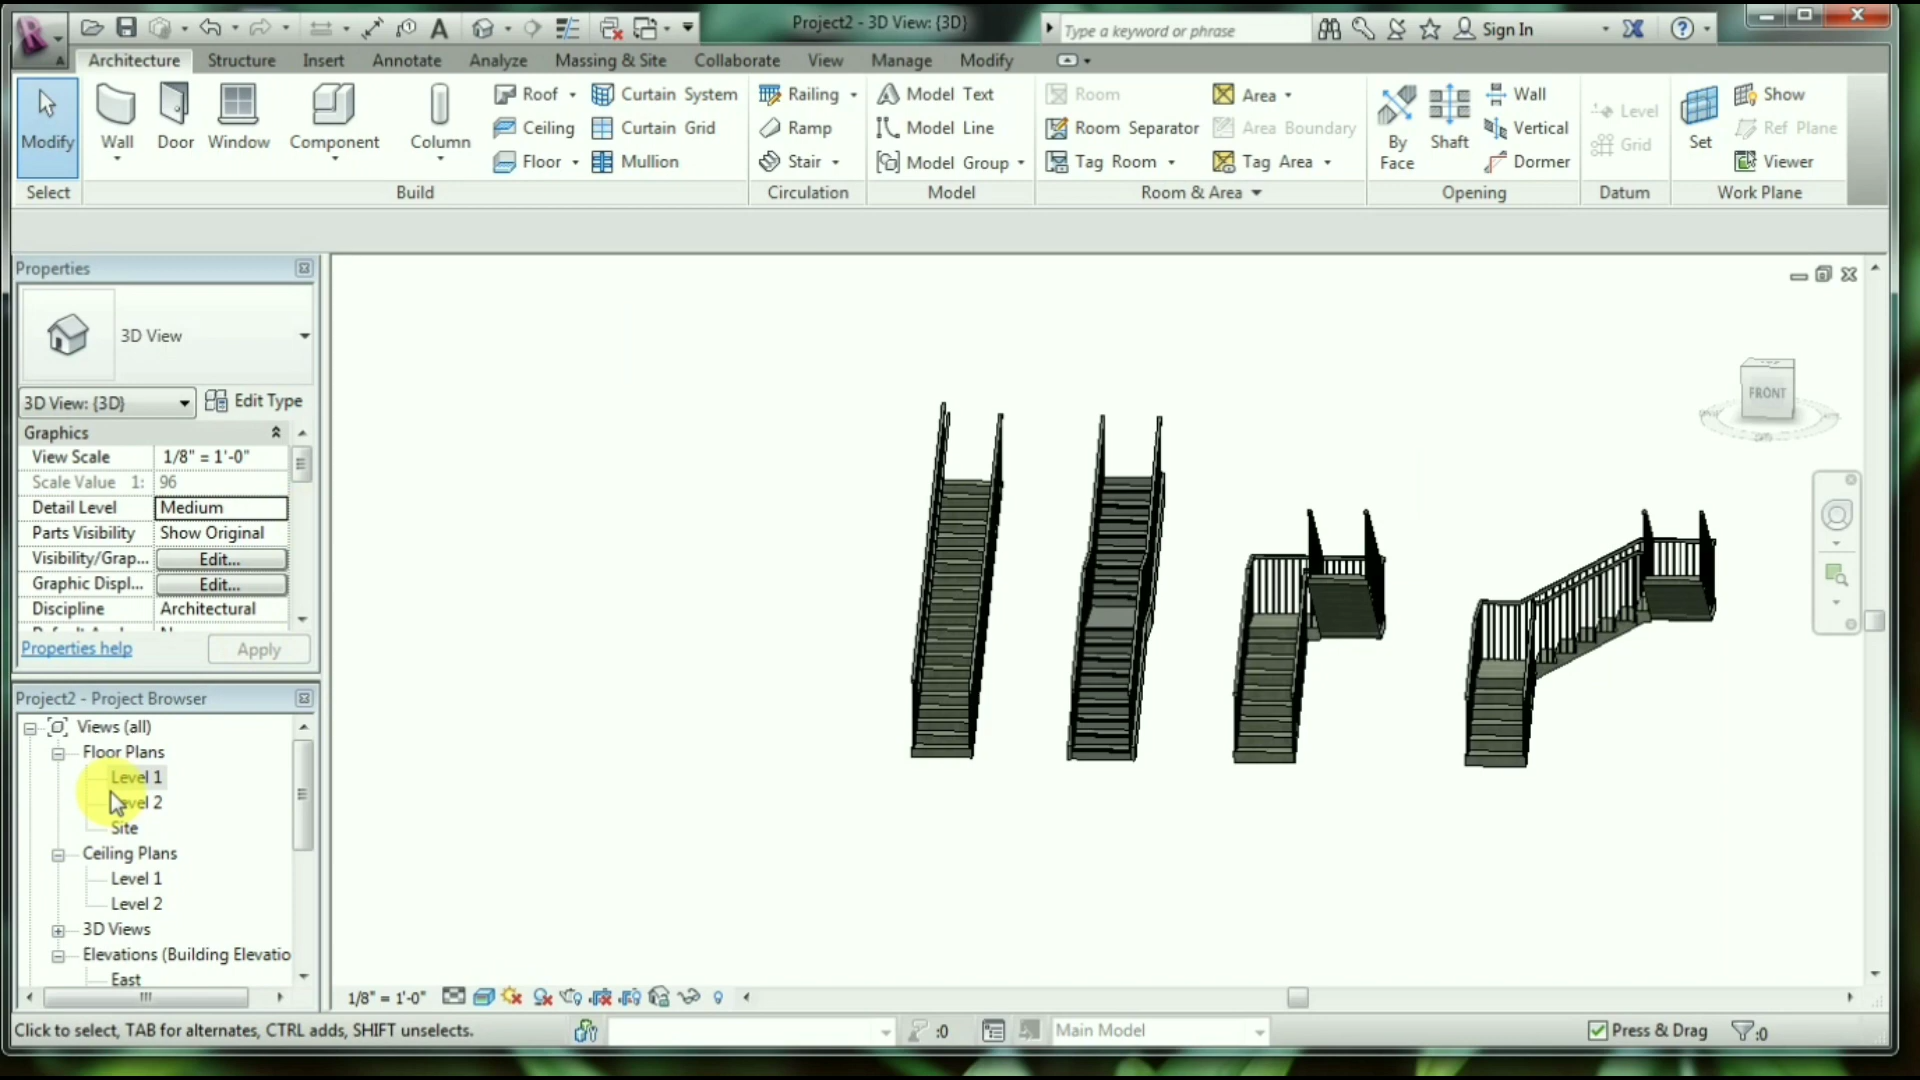 Project2 - 3D View: {3D}
Type a keyword or phrase
Sign In
Architecture Structure Insert Annotate Analyze Massing & Site Collaborate View Manage Modify
Modify
Wall
Door
Window
Component
Column
Roof
Ceiling
Floor
Curtain System
Curtain Grid
Mullion
Railing
Ramp
Stair
Model Text
Model Line
Model Group
Room
Room Separator
Tag Room
Area
Area Boundary
Tag Area
By
Face
Shaft
Wall
Vertical
Dormer
Level
Grid
Set
Show
Ref Plane
Viewer
Select Build Circulation Model Room & Area Opening Datum Work Plane
Properties
3D View
3D View: {3D} Edit Type
Graphics
View Scale 1/8" = 1'-0"
Scale Value 1: 96
Detail Level Medium
Parts Visibility Show Original
Visibility/Grap... Edit...
Graphic Displ... Edit...
Discipline Architectural
Properties help Apply
Project2 - Project Browser
Views (all)
Floor Plans
Level 1
Level 2
Site
Ceiling Plans
Level 1
Level 2
3D Views
Elevations (Building Elevatio
East
FRONT
1/8" = 1'-0"
Click to select, TAB for alternates, CTRL adds, SHIFT unselects.
:0
Main Model
Press & Drag
:0